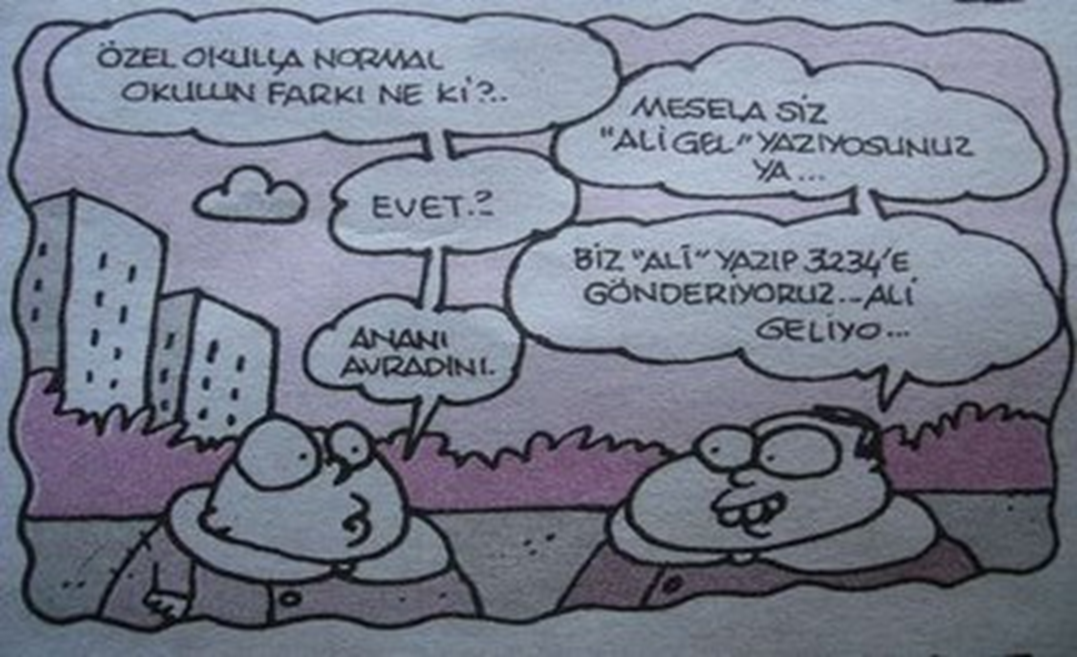 ÖZEL OKULLA NORMAL
OKULUN FARKI NE Kİ?..
MESELA SİZ
"ALİ GEL" YAZIYOSUNUZ
YA...
EVET.?
BİZ "ALİ" YAZIP 3234'E
GÖNDERİYORUZ... ALİ
GELİYO...
ANANI
AVRADINI.